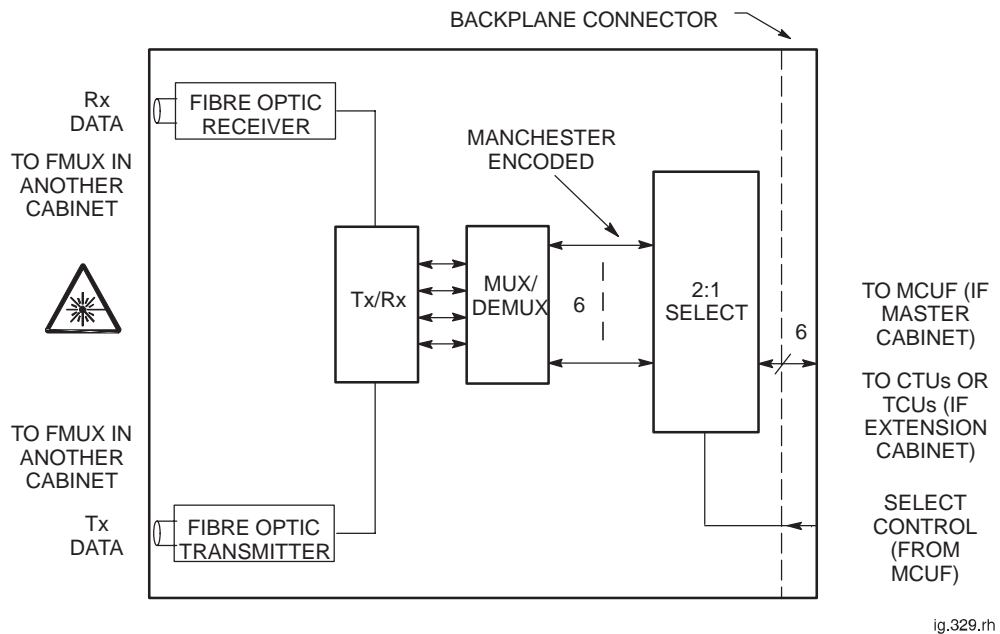 BACKPLANE CONNECTOR
Rx
DATA
FIBRE OPTIC
RECEIVER
TO FMUX IN
ANOTHER
CABINET
MANCHESTER
ENCODED
Tx/Rx
MUX/
DEMUX
6
2:1
SELECT
6
TO MCUF (IF
MASTER
CABINET)
TO CTUs OR
TCUs (IF
EXTENSION
CABINET)
TO FMUX IN
ANOTHER
CABINET
Tx
DATA
FIBRE OPTIC
TRANSMITTER
SELECT
CONTROL
(FROM
MCUF)
ig.329.rh